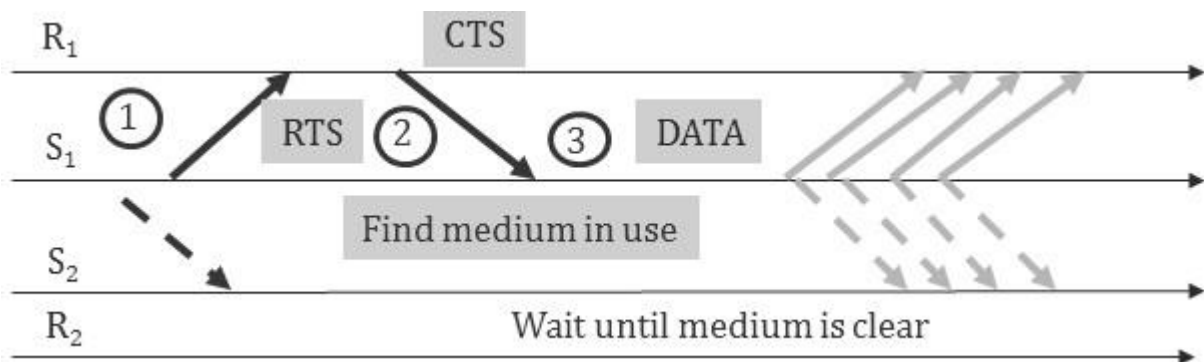 R₁
CTS
1
RTS
2
3
DATA
S₁
Find medium in use
S₂
R₂
Wait until medium is clear